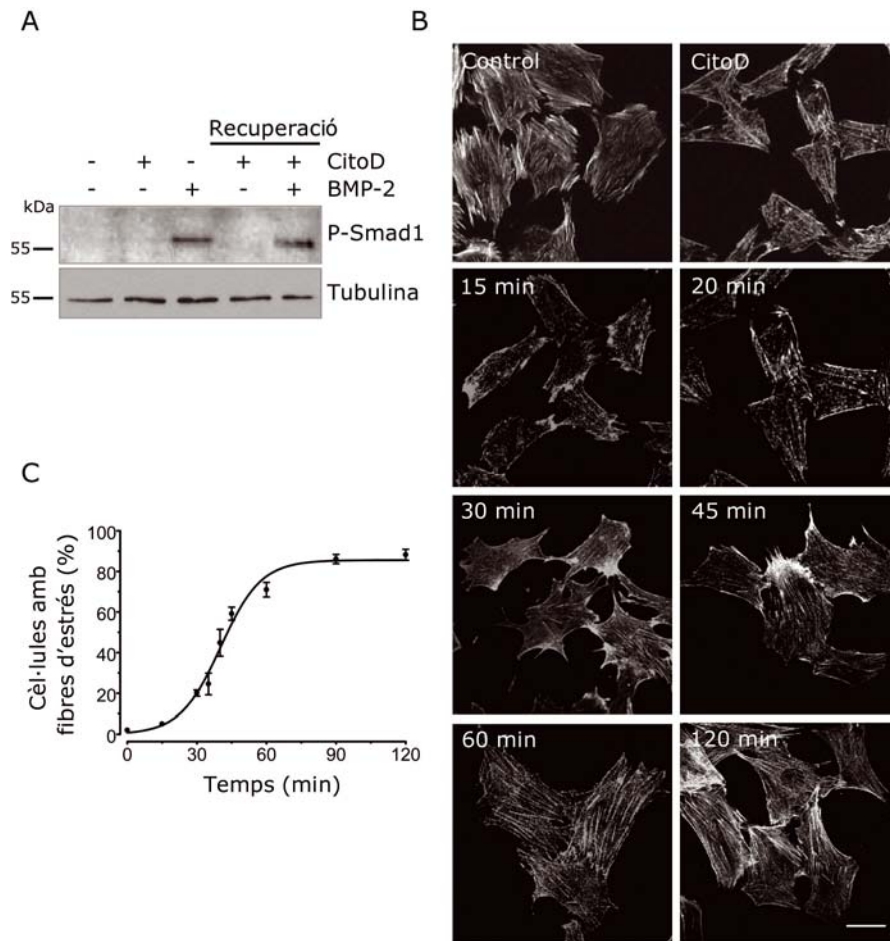 A
Recuperació
- + - + + CitoD
- - + - + BMP-2
kDa
55
P-Smad1
55
Tubulina
B
Control
CitoD
15 min
20 min
30 min
45 min
60 min
120 min
C
Cèl·lules amb
fibres d'estrés (%)
100
80
60
40
20
0
0 30 60 90 120
Temps (min)